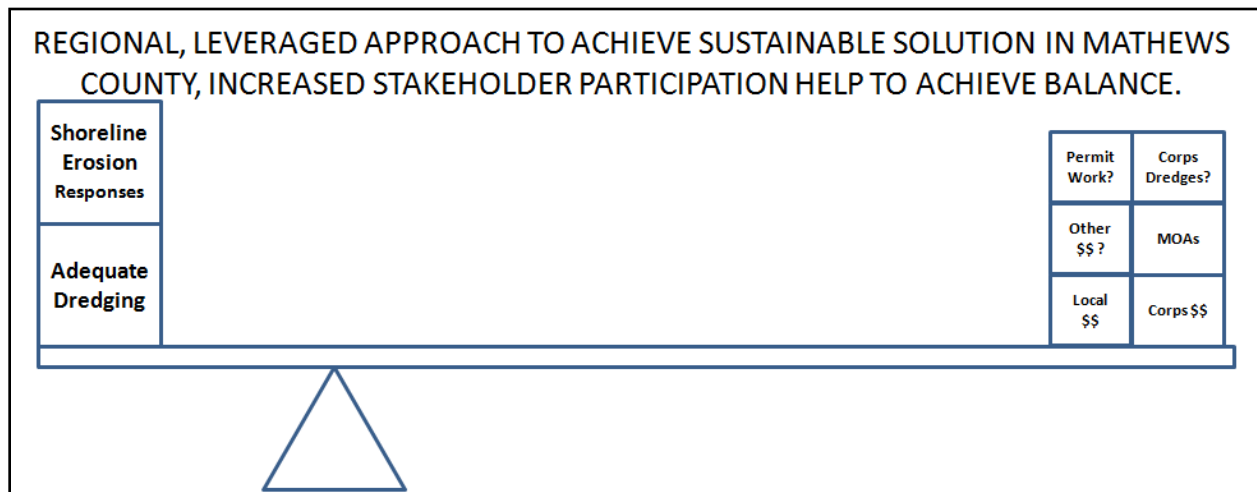 REGIONAL, LEVERAGED APPROACH TO ACHIEVE SUSTAINABLE SOLUTION IN MATHEWS
COUNTY, INCREASED STAKEHOLDER PARTICIPATION HELP TO ACHIEVE BALANCE.
Shoreline
Erosion
Responses
Adequate
Dredging
Permit
Work?
Corps
Dredges?
Other
$$ ?
MOAs
Local
$$
Corps $$